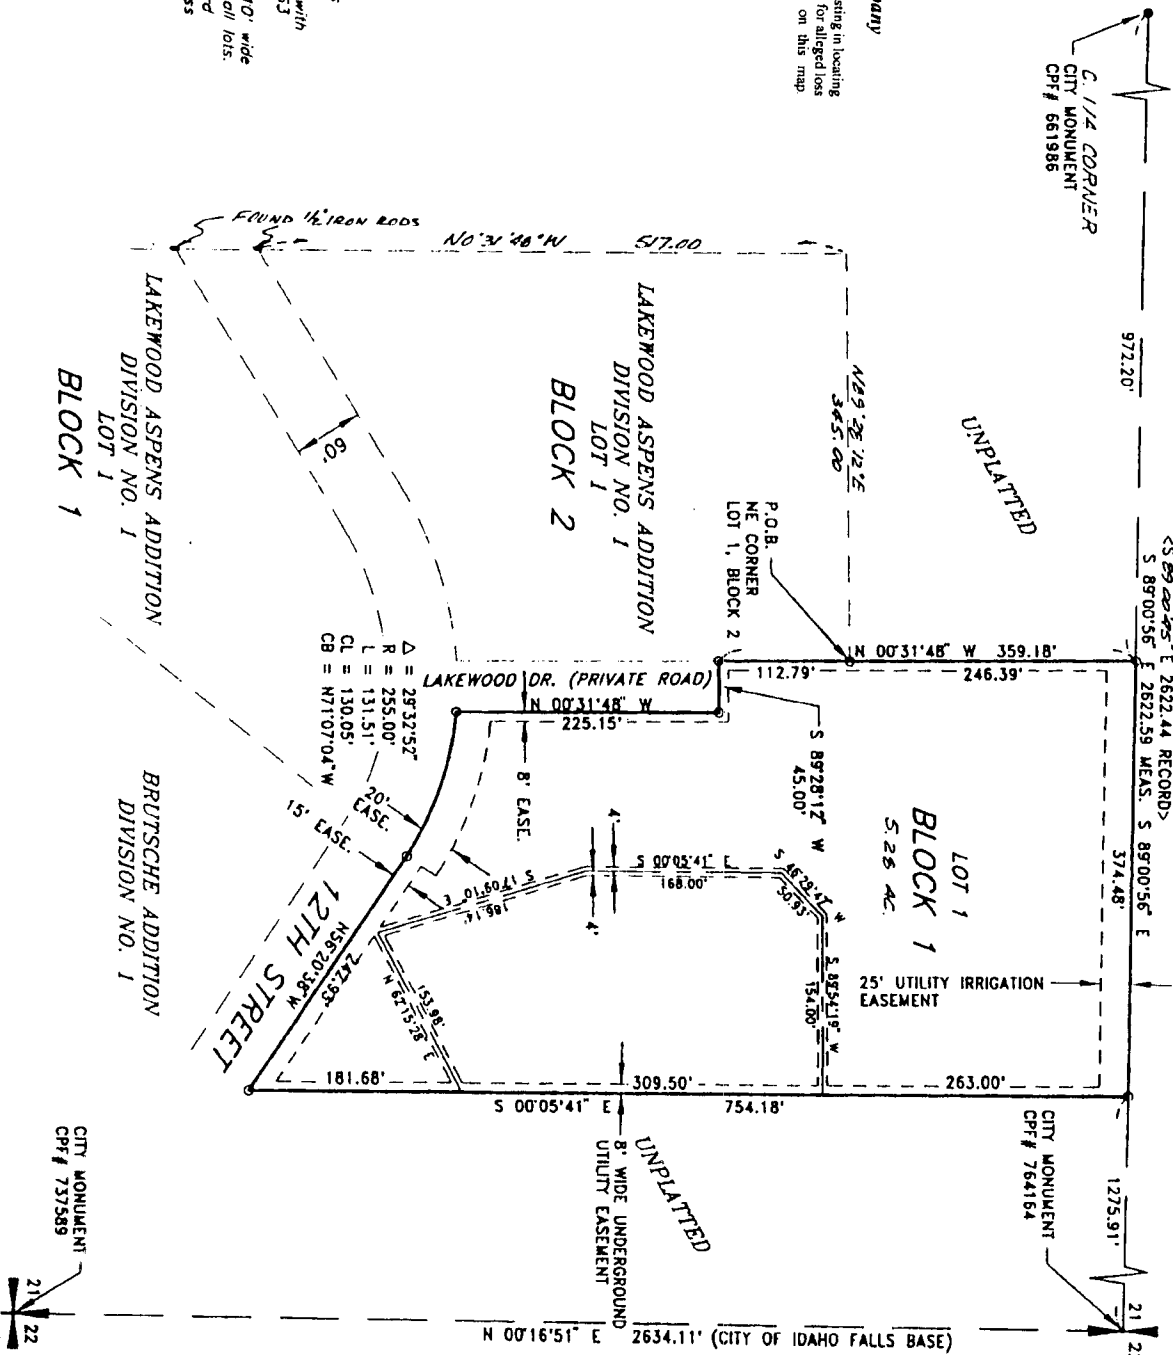 with
53
10' wide
all lots.
pany
sting in locating
for alleged loss
on this map
C. 1/4 CORNER
CITY MONUMENT
CPF# 661986
972.20'
<S 89 00'45" E 2622.44 RECORD>
S 89°00'56" E 2622.59 MEAS.
S 89°00'56" E
374.48'
1275.91'
UNPLATTED
FOUND 1/2" IRON RODS
N0°31'48"W 517.00
N89°28'12"E
345.00
P.O.B.
NE CORNER
LOT 1, BLOCK 2
N 00°31'48" W 359.18'
112.79'
246.39'
LAKEWOOD ASPENS ADDITION
DIVISION NO. 1
LOT 1
BLOCK 2
60'
LAKEWOOD ASPENS ADDITION
DIVISION NO. 1
LOT 1
BLOCK 1
LAKEWOOD DR. (PRIVATE ROAD)
N 00°31'48" W
225.15'
S 89°28'12" W
45.00'
8' EASE.
LOT 1
BLOCK 1
5.28 AC.
25' UTILITY IRRIGATION
EASEMENT
Δ = 29°32'52"
R = 255.00'
L = 131.51'
CL = 130.05'
CB = N71°07'04"W
20'
EASE.
15' EASE.
4'
4'
S 00°05'41" E
168.00'
S 46°29'47" W
50.93'
S 89°54'19" W
154.00'
S 17°09'10" E
186.14'
153.98'
N 62°15'28" E
BRUTSCHE ADDITION
DIVISION NO. 1
12TH STREET
N56°20'38"W
247.93'
181.68'
309.50'
263.00'
S 00°05'41" E 754.18'
8' WIDE UNDERGROUND
UTILITY EASEMENT
UNPLATTED
CITY MONUMENT
CPF# 764164
CITY MONUMENT
CPF# 737589
21
22
21
N 00°16'51" E 2634.11' (CITY OF IDAHO FALLS BASE)